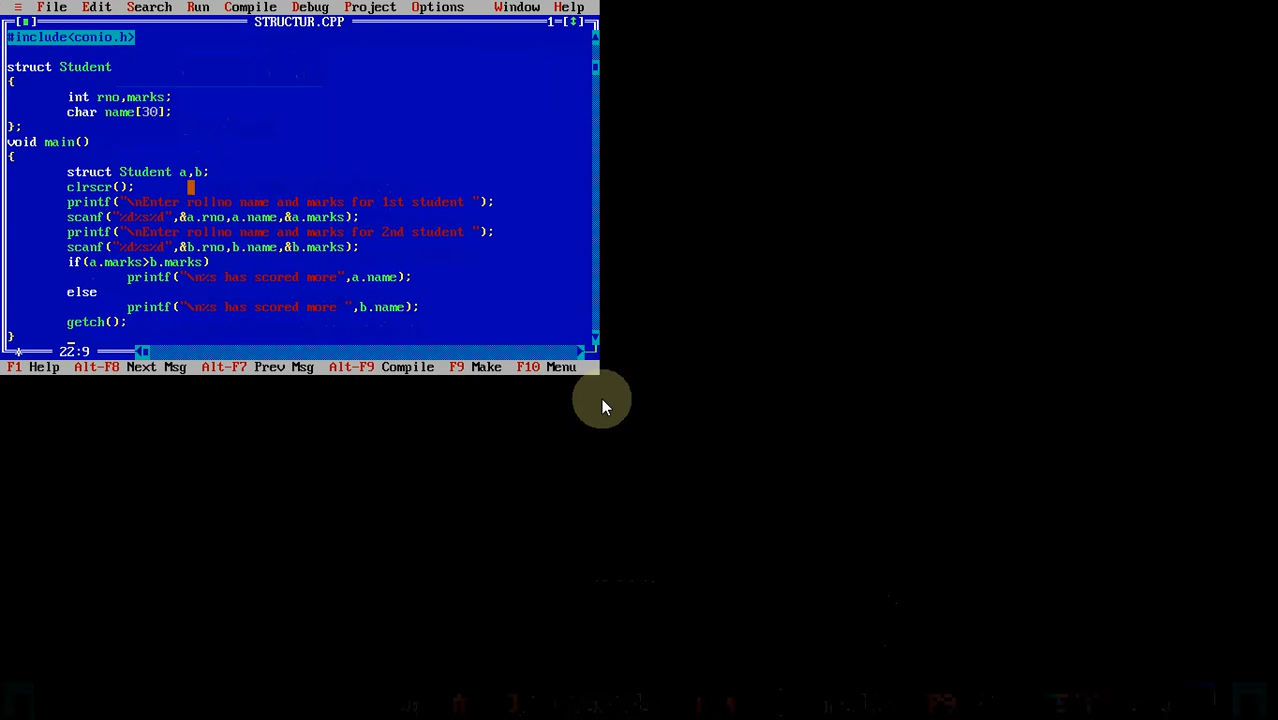 ≡ File Edit Search Run Compile Debug Project Options Window Help
[■] STRUCTUR.CPP 1=[↕]
#include<conio.h>
struct Student
{
int rno,marks;
char name[30];
};
void main()
{
struct Student a,b;
clrscr();
printf("\nEnter rollno name and marks for 1st student ");
scanf("%d%s%d",&a.rno,a.name,&a.marks);
printf("\nEnter rollno name and marks for 2nd student ");
scanf("%d%s%d",&b.rno,b.name,&b.marks);
if(a.marks>b.marks)
printf("\n%s has scored more",a.name);
else
printf("\n%s has scored more ",b.name);
getch();
}
* 22:9
F1 Help Alt-F8 Next Msg Alt-F7 Prev Msg Alt-F9 Compile F9 Make F10 Menu